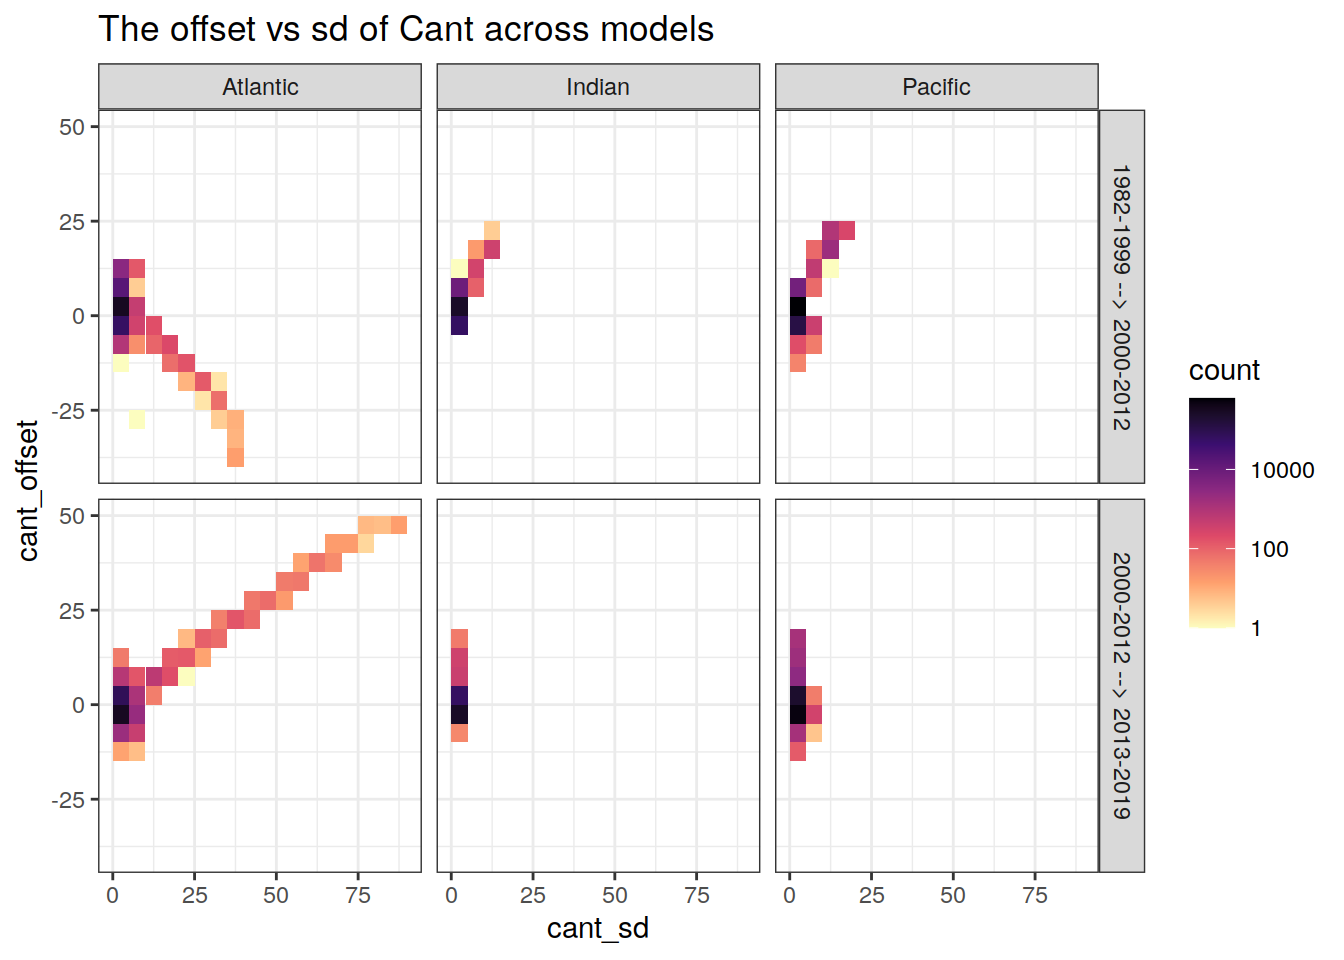 The offset vs sd of Cant across models
Atlantic
Indian
Pacific
50
25
0
-25
1982-1999 --> 2000-2012
50
25
0
-25
2000-2012 --> 2013-2019
cant_offset
0
25
50
75
0
25
50
75
0
25
50
75
cant_sd
count
10000
100
1